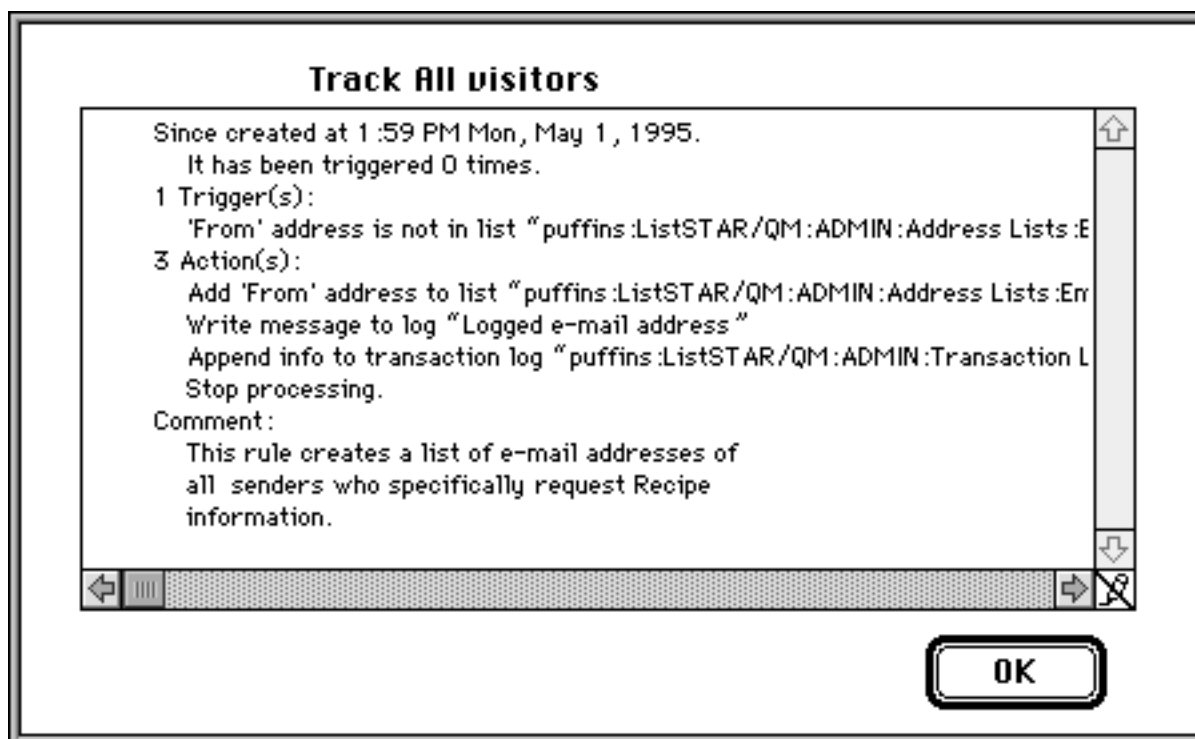 Track All visitors
Since created at 1:59 PM Mon, May 1, 1995.
It has been triggered 0 times.
1 Trigger(s):
'From' address is not in list "puffins:ListSTAR/QM:ADMIN:Address Lists:E
3 Action(s):
Add 'From' address to list "puffins:ListSTAR/QM:ADMIN:Address Lists:Em
Write message to log "Logged e-mail address"
Append info to transaction log "puffins:ListSTAR/QM:ADMIN:Transaction L
Stop processing.
Comment:
This rule creates a list of e-mail addresses of
all senders who specifically request Recipe
information.
OK